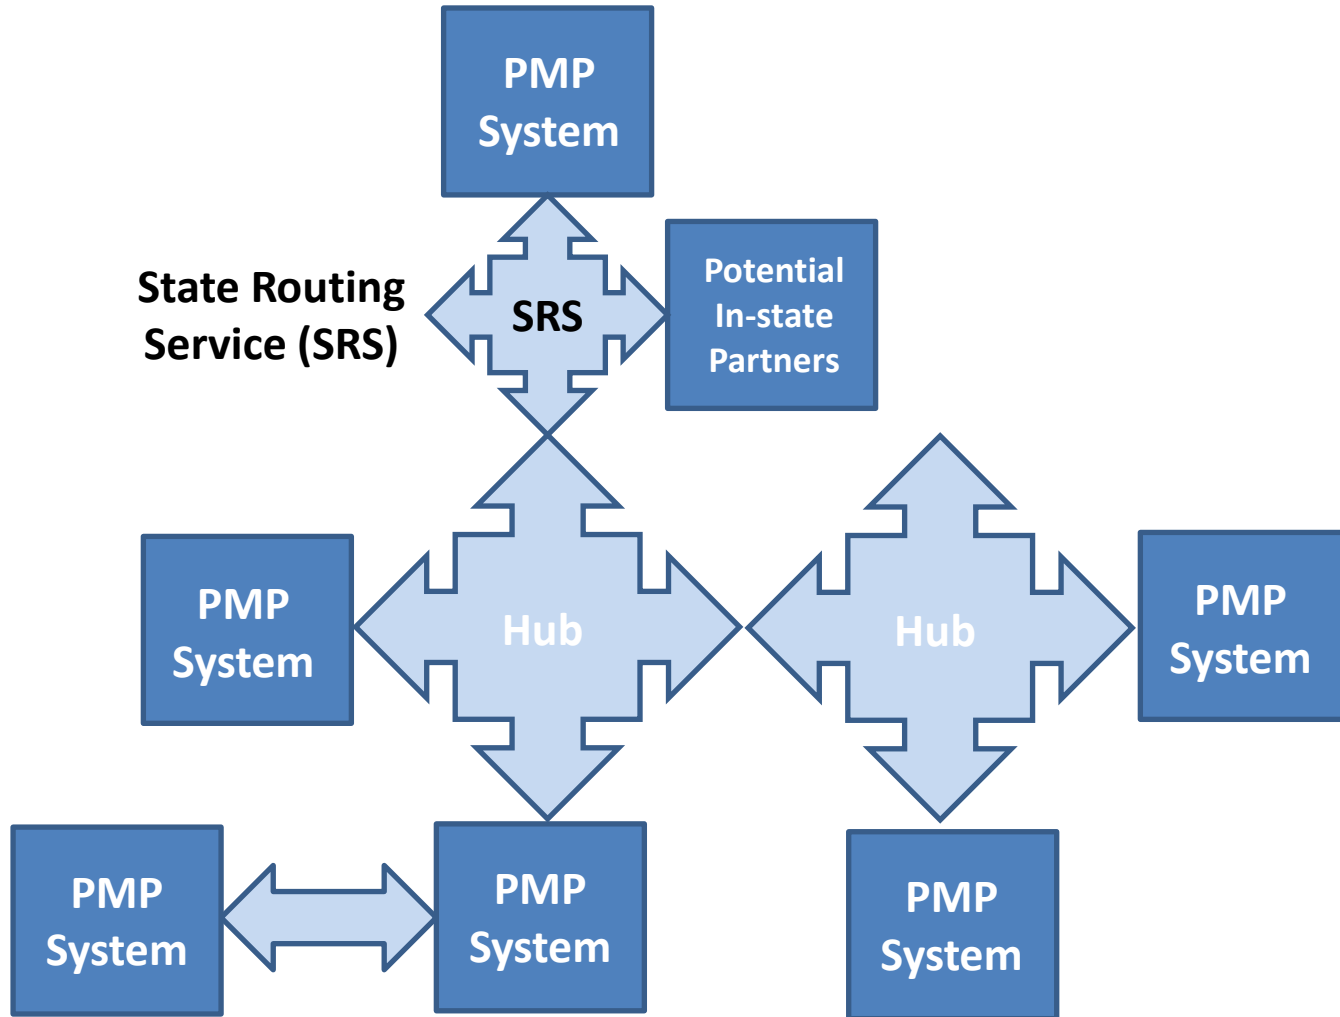 PMP
System
State Routing
Service (SRS)
SRS
Potential
In-state
Partners
PMP
System
Hub
Hub
PMP
System
PMP
System
PMP
System
PMP
System